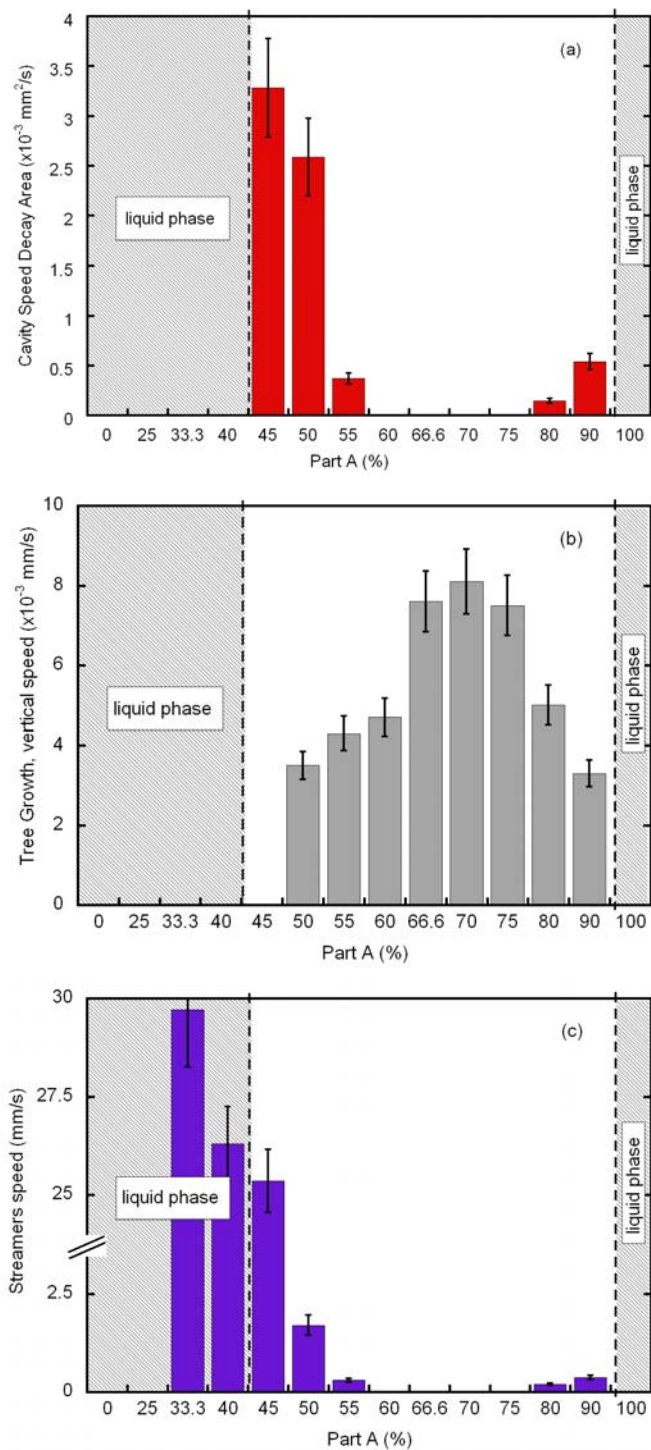 4
(a)
3.5
3
2.5
2
1.5
1
0.5
0
Cavity Speed Decay Area (x10⁻³ mm²/s)
liquid phase
liquid phase
0 25 33.3 40 45 50 55 60 66.6 70 75 80 90 100
Part A (%)
10
(b)
8
6
4
2
0
Tree Growth, vertical speed (x10⁻³ mm/s)
liquid phase
liquid phase
0 25 33.3 40 45 50 55 60 66.6 70 75 80 90 100
Part A (%)
30
(c)
27.5
25
2.5
0
Streamers speed (mm/s)
liquid phase
liquid phase
0 25 33.3 40 45 50 55 60 66.6 70 75 80 90 100
Part A (%)